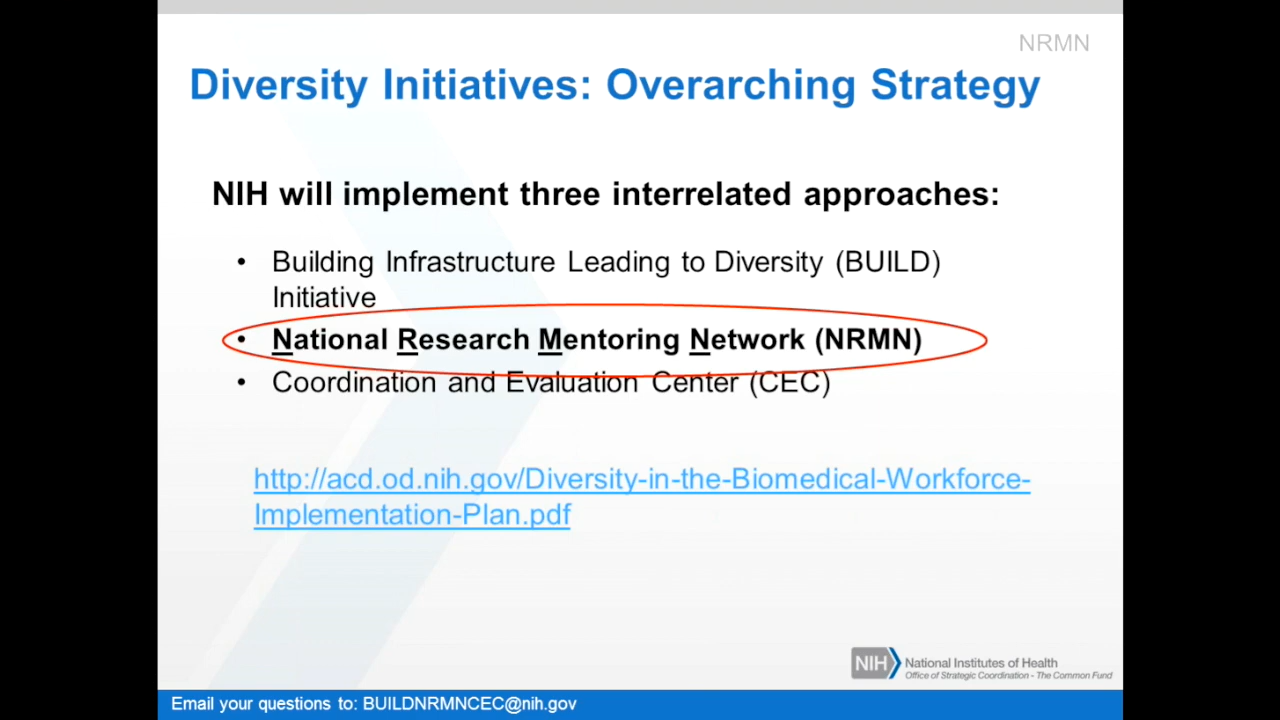 NRMN
Diversity Initiatives: Overarching Strategy
NIH will implement three interrelated approaches:
• Building Infrastructure Leading to Diversity (BUILD)
Initiative
• National Research Mentoring Network (NRMN)
• Coordination and Evaluation Center (CEC)
http://acd.od.nih.gov/Diversity-in-the-Biomedical-Workforce-
Implementation-Plan.pdf
NIH National Institutes of Health
Office of Strategic Coordination - The Common Fund
Email your questions to: BUILDNRMNCEC@nih.gov